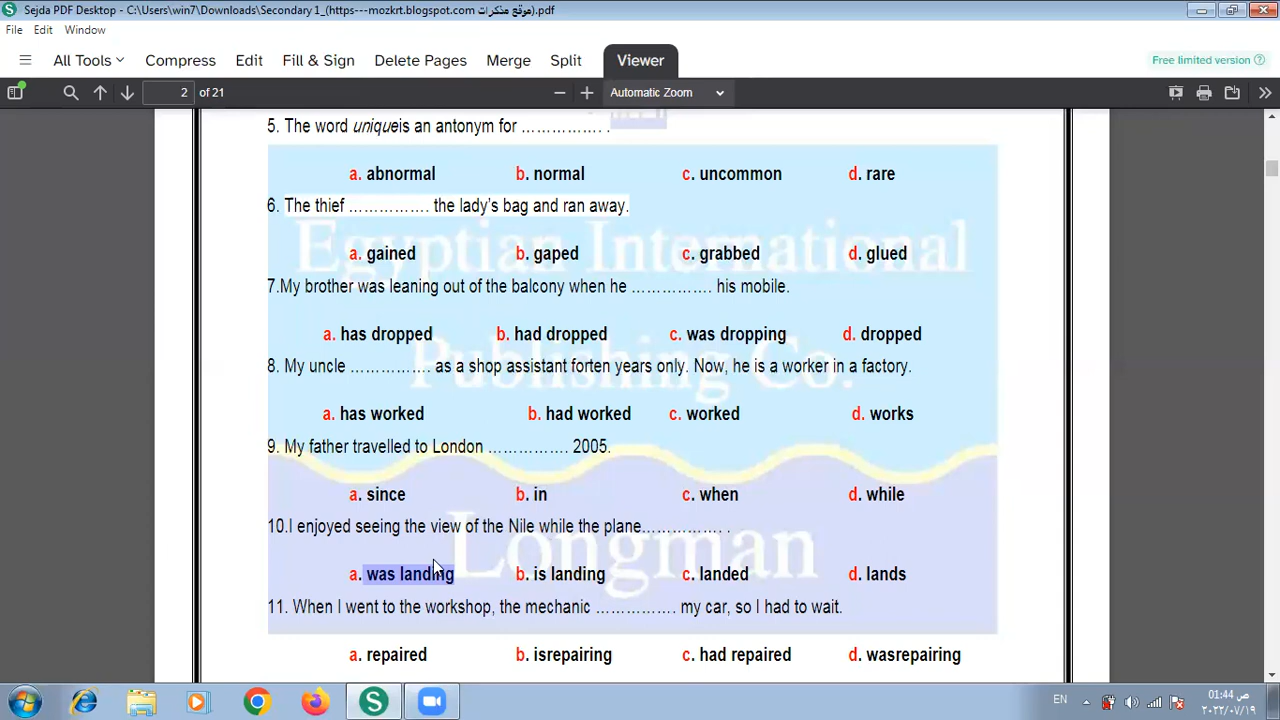 Sejda PDF Desktop - C:\Users\win7\Downloads\Secondary 1_(https---mozkrt.blogspot.com موقع مذكرات).pdf
File Edit Window
All Tools Compress Edit Fill & Sign Delete Pages Merge Split Viewer Free limited version
2 of 21 Automatic Zoom
5. The word uniqueis an antonym for ……………. .
a. abnormal b. normal c. uncommon d. rare
6. The thief ……………. the lady's bag and ran away.
a. gained b. gaped c. grabbed d. glued
7.My brother was leaning out of the balcony when he ……………. his mobile.
a. has dropped b. had dropped c. was dropping d. dropped
8. My uncle ……………. as a shop assistant forten years only. Now, he is a worker in a factory.
a. has worked b. had worked c. worked d. works
9. My father travelled to London ……………. 2005.
a. since b. in c. when d. while
10.I enjoyed seeing the view of the Nile while the plane……………. .
a. was landing b. is landing c. landed d. lands
11. When I went to the workshop, the mechanic ……………. my car, so I had to wait.
a. repaired b. isrepairing c. had repaired d. wasrepairing
Egyptian International
Publishing Co.
Longman
EN
01:44 ص
٢٠٢٢/٠٧/١٩